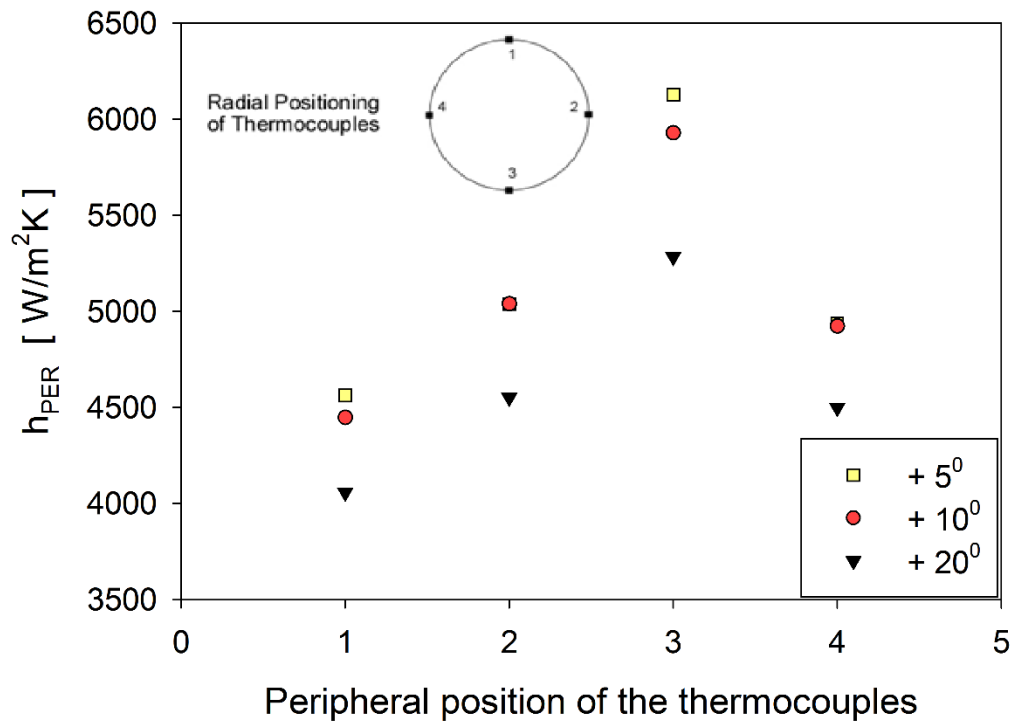 6500
6000
5500
5000
4500
4000
3500
h_PER [ W/m²K ]
Radial Positioning
of Thermocouples
1
2
3
4
+ 5⁰
+ 10⁰
+ 20⁰
0 1 2 3 4 5
Peripheral position of the thermocouples